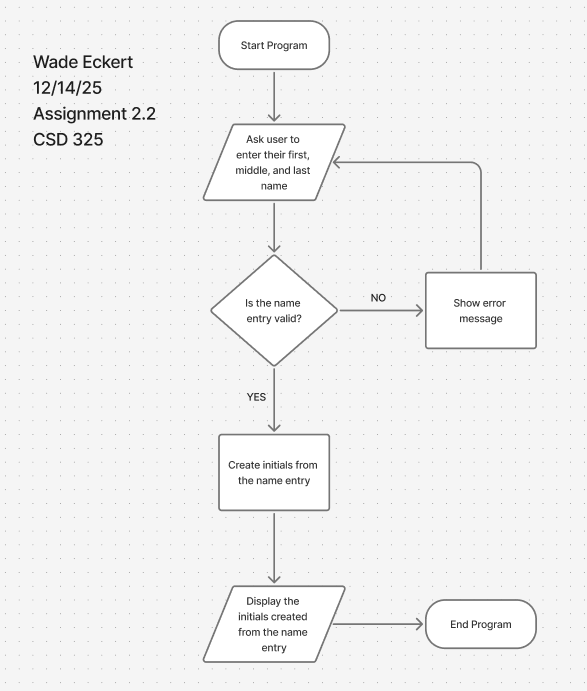 Wade Eckert
12/14/25
Assignment 2.2
CSD 325
Start Program
Ask user to
enter their first,
middle, and last
name
Is the name
entry valid?
NO
Show error
message
YES
Create initials from
the name entry
Display the
initials created
from the name
entry
End Program